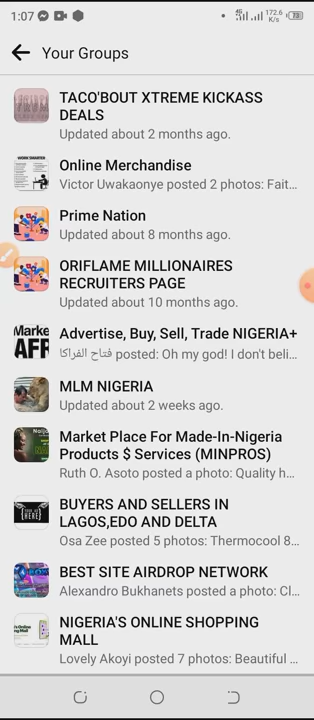 1:07
4G
172.6
K/s
73
Your Groups
TACO'BOUT XTREME KICKASS
DEALS
Updated about 2 months ago.
Online Merchandise
Victor Uwakaonye posted 2 photos: Fait...
Prime Nation
Updated about 8 months ago.
ORIFLAME MILLIONAIRES
RECRUITERS PAGE
Updated about 10 months ago.
Marke
AFF
Advertise, Buy, Sell, Trade NIGERIA+
فتاح الفراكا posted: Oh my god! I don't beli...
MLM NIGERIA
Updated about 2 weeks ago.
Market Place For Made-In-Nigeria
Products $ Services (MINPROS)
Ruth O. Asoto posted a photo: Quality h...
{HERE}
BUYERS AND SELLERS IN
LAGOS,EDO AND DELTA
Osa Zee posted 5 photos: Thermocool 8...
BEST SITE AIRDROP NETWORK
Alexandro Bukhanets posted a photo: Cl...
NIGERIA'S ONLINE SHOPPING
MALL
Lovely Akoyi posted 7 photos: Beautiful ...